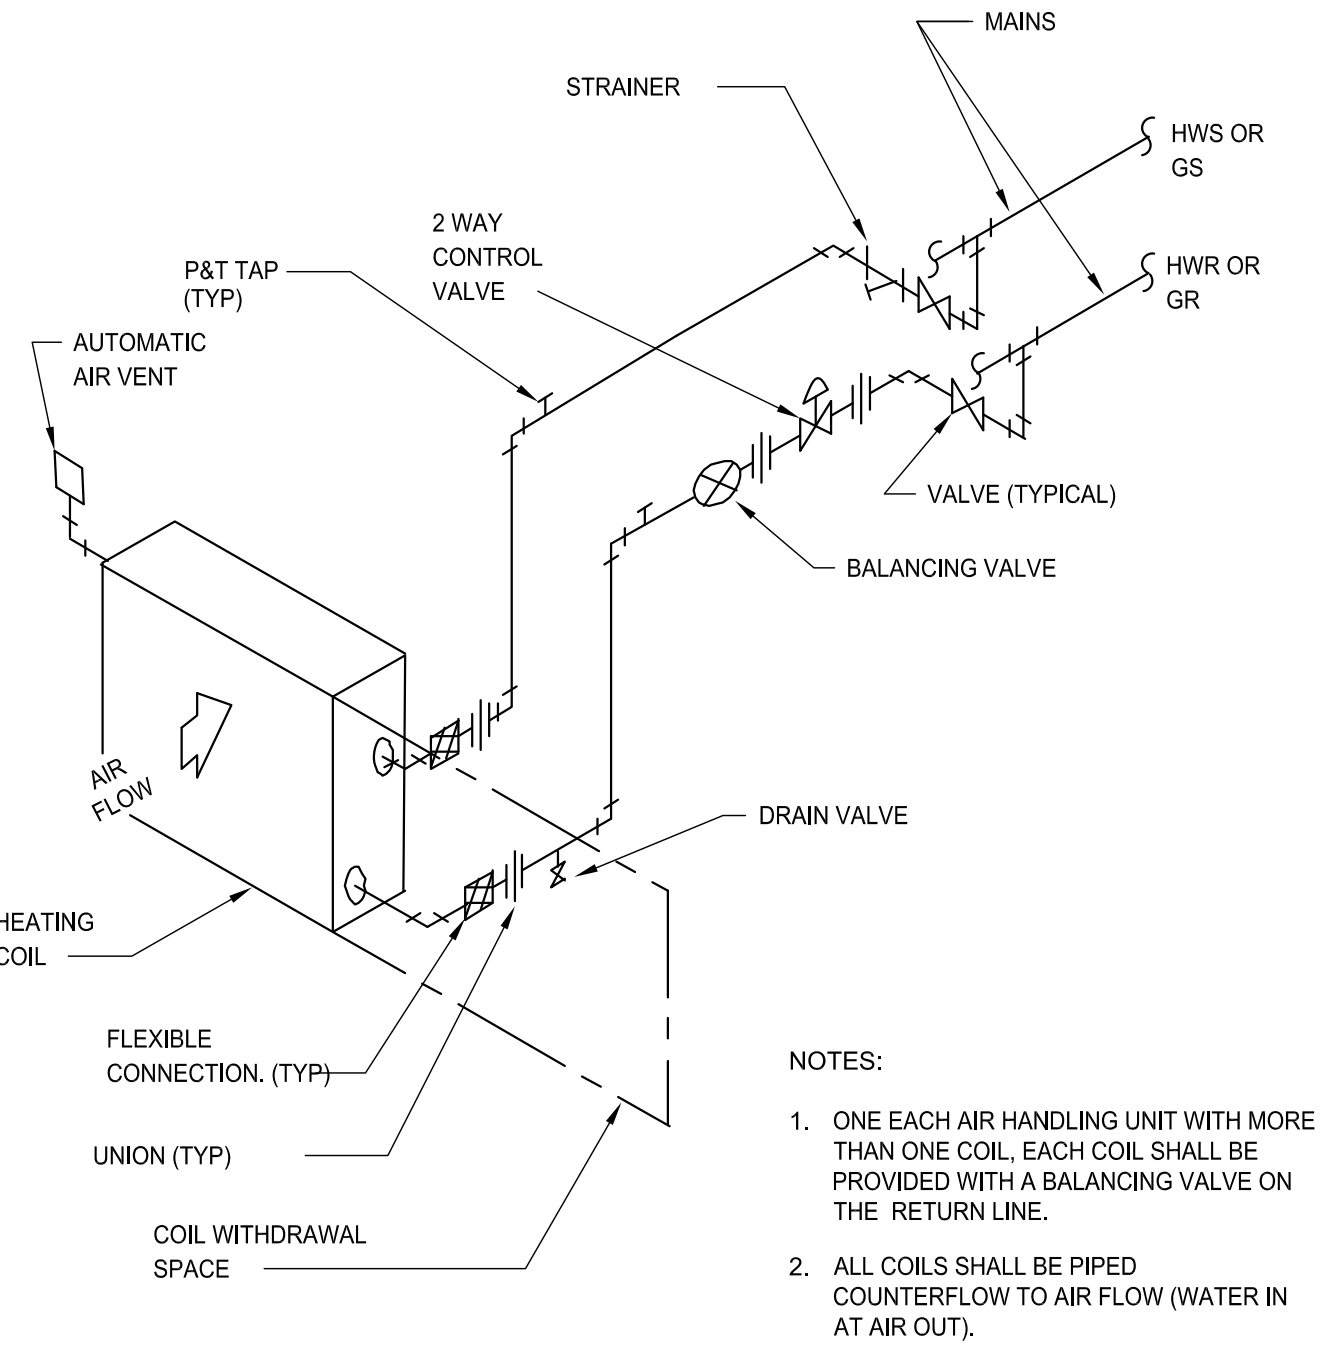 MAINS
STRAINER
HWS OR
GS
2 WAY
CONTROL
VALVE
P&T TAP
(TYP)
HWR OR
GR
AUTOMATIC
AIR VENT
VALVE (TYPICAL)
BALANCING VALVE
AIR
FLOW
DRAIN VALVE
HEATING
COIL
FLEXIBLE
CONNECTION. (TYP)
UNION (TYP)
COIL WITHDRAWAL
SPACE
NOTES:
1. ONE EACH AIR HANDLING UNIT WITH MORE
THAN ONE COIL, EACH COIL SHALL BE
PROVIDED WITH A BALANCING VALVE ON
THE RETURN LINE.
2. ALL COILS SHALL BE PIPED
COUNTERFLOW TO AIR FLOW (WATER IN
AT AIR OUT).